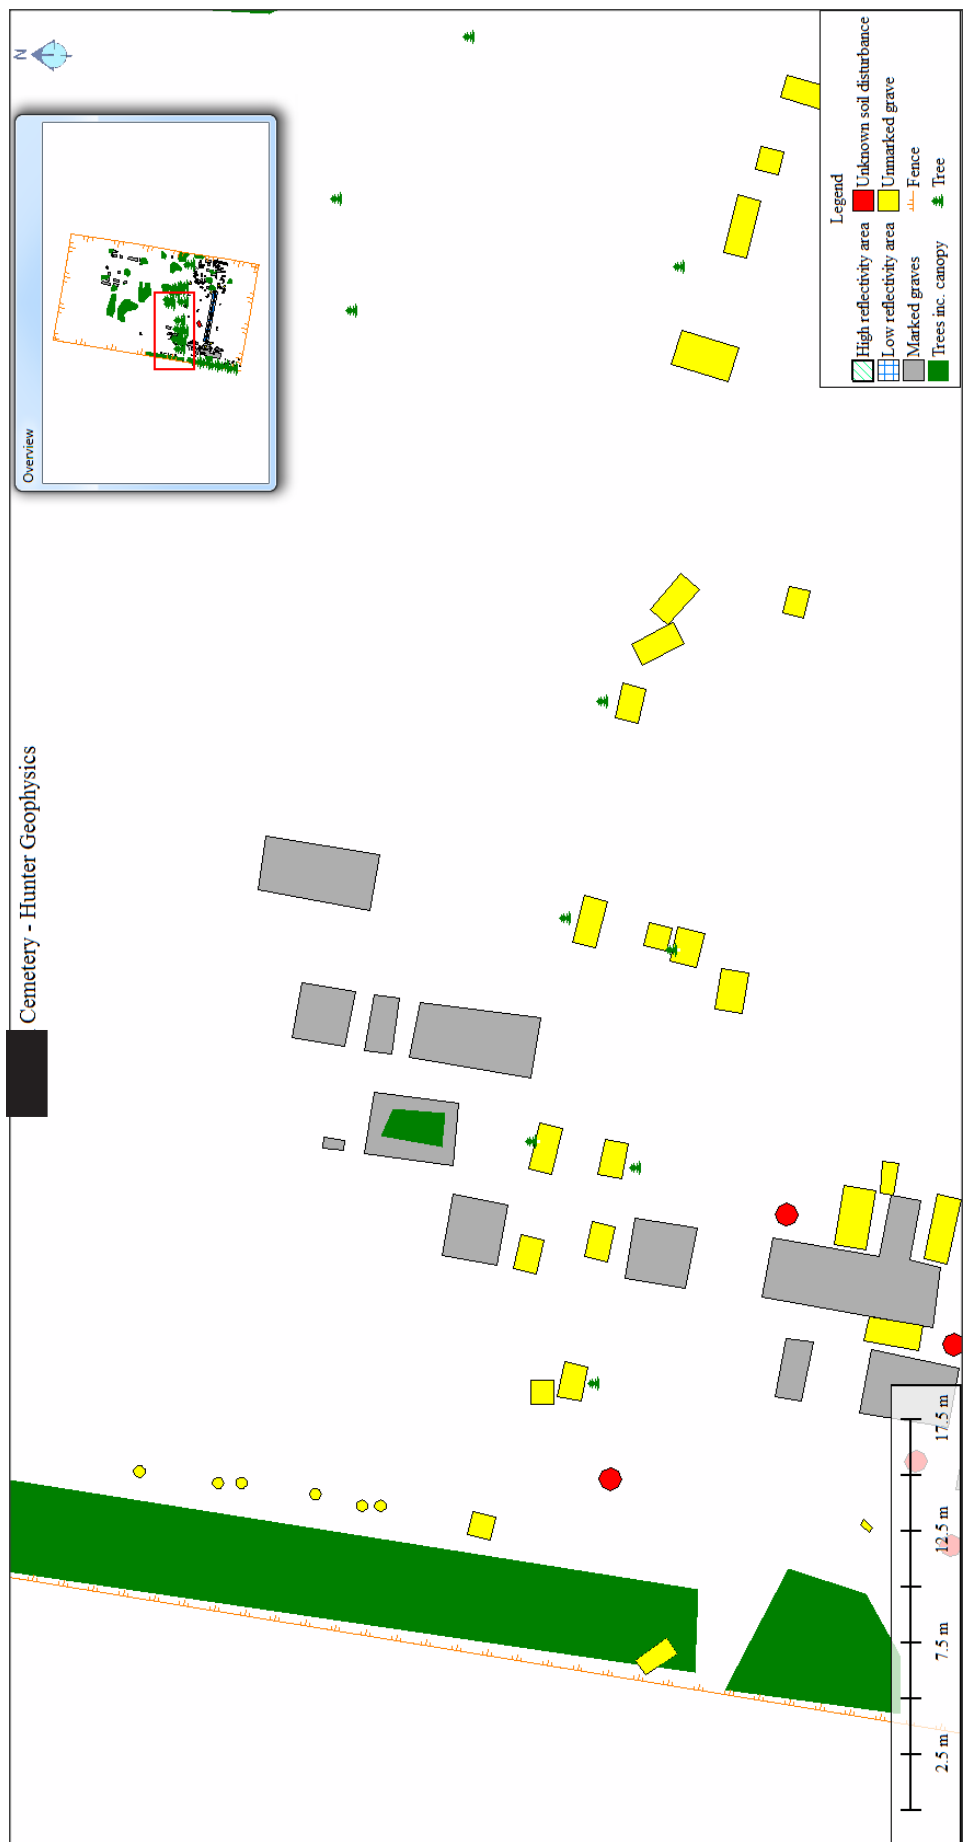 Cemetery - Hunter Geophysics
N
Overview
Legend
High reflectivity area
Unknown soil disturbance
Low reflectivity area
Unmarked grave
Marked graves
Fence
Trees inc. canopy
Tree
2.5 m 7.5 m 12.5 m 17.5 m